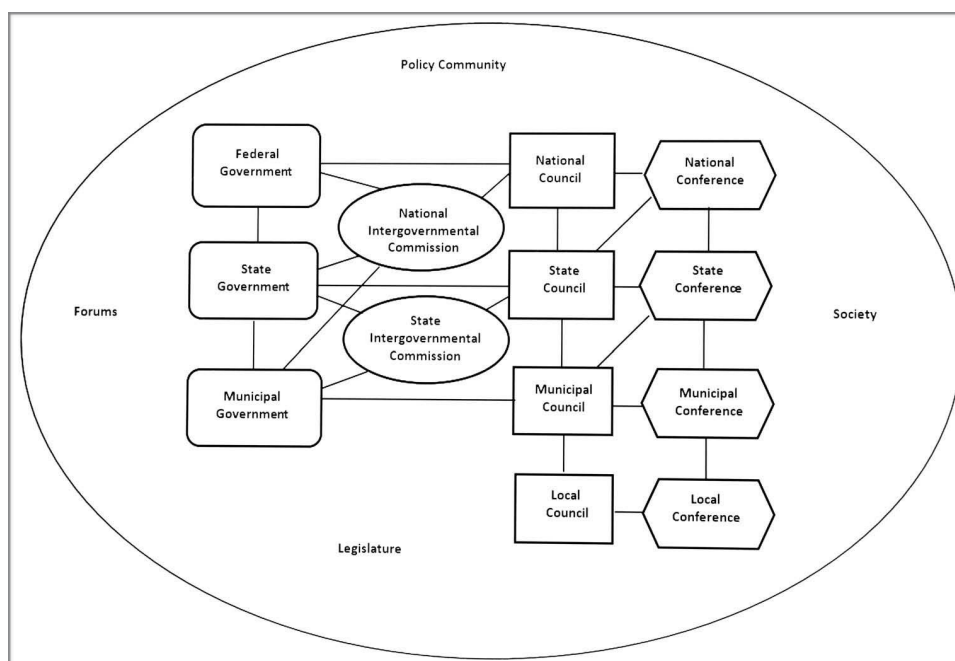 Policy Community
Federal
Government
National
Council
National
Conference
National
Intergovernmental
Commission
State
Government
State
Council
State
Conference
Forums
Society
State
Intergovernmental
Commission
Municipal
Government
Municipal
Council
Municipal
Conference
Local
Council
Local
Conference
Legislature